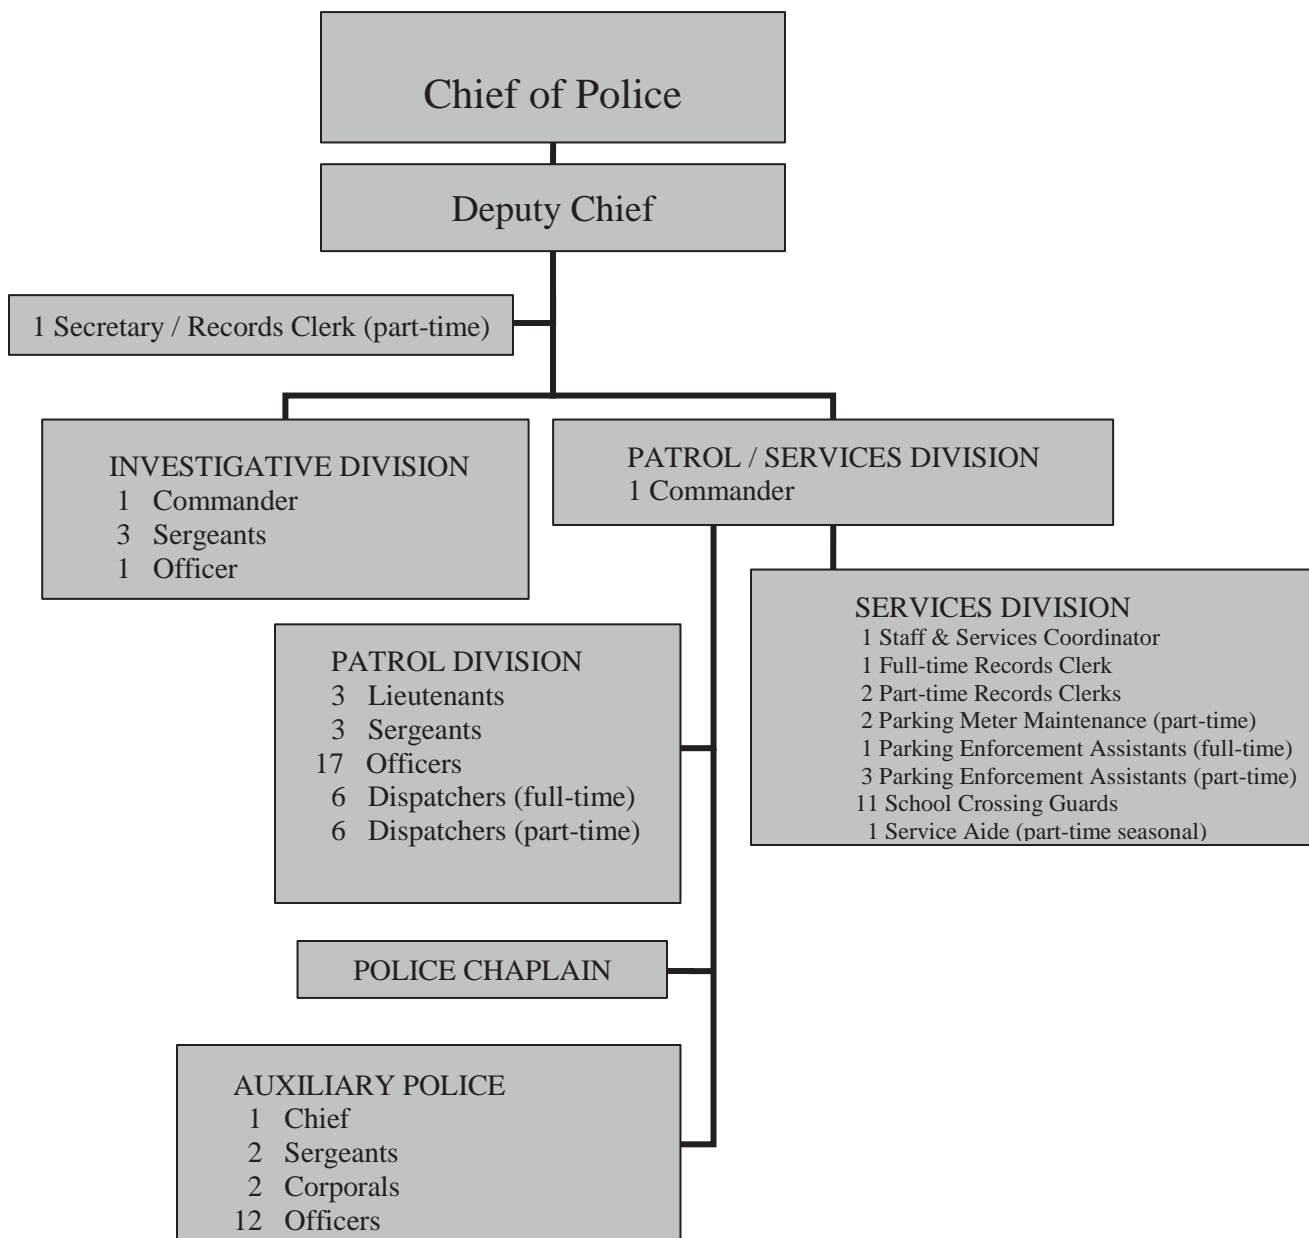 Chief of Police
Deputy Chief
1 Secretary / Records Clerk (part-time)
INVESTIGATIVE DIVISION
1 Commander
3 Sergeants
1 Officer
PATROL / SERVICES DIVISION
1 Commander
SERVICES DIVISION
1 Staff & Services Coordinator
1 Full-time Records Clerk
2 Part-time Records Clerks
2 Parking Meter Maintenance (part-time)
1 Parking Enforcement Assistants (full-time)
3 Parking Enforcement Assistants (part-time)
11 School Crossing Guards
1 Service Aide (part-time seasonal)
PATROL DIVISION
3 Lieutenants
3 Sergeants
17 Officers
6 Dispatchers (full-time)
6 Dispatchers (part-time)
POLICE CHAPLAIN
AUXILIARY POLICE
1 Chief
2 Sergeants
2 Corporals
12 Officers